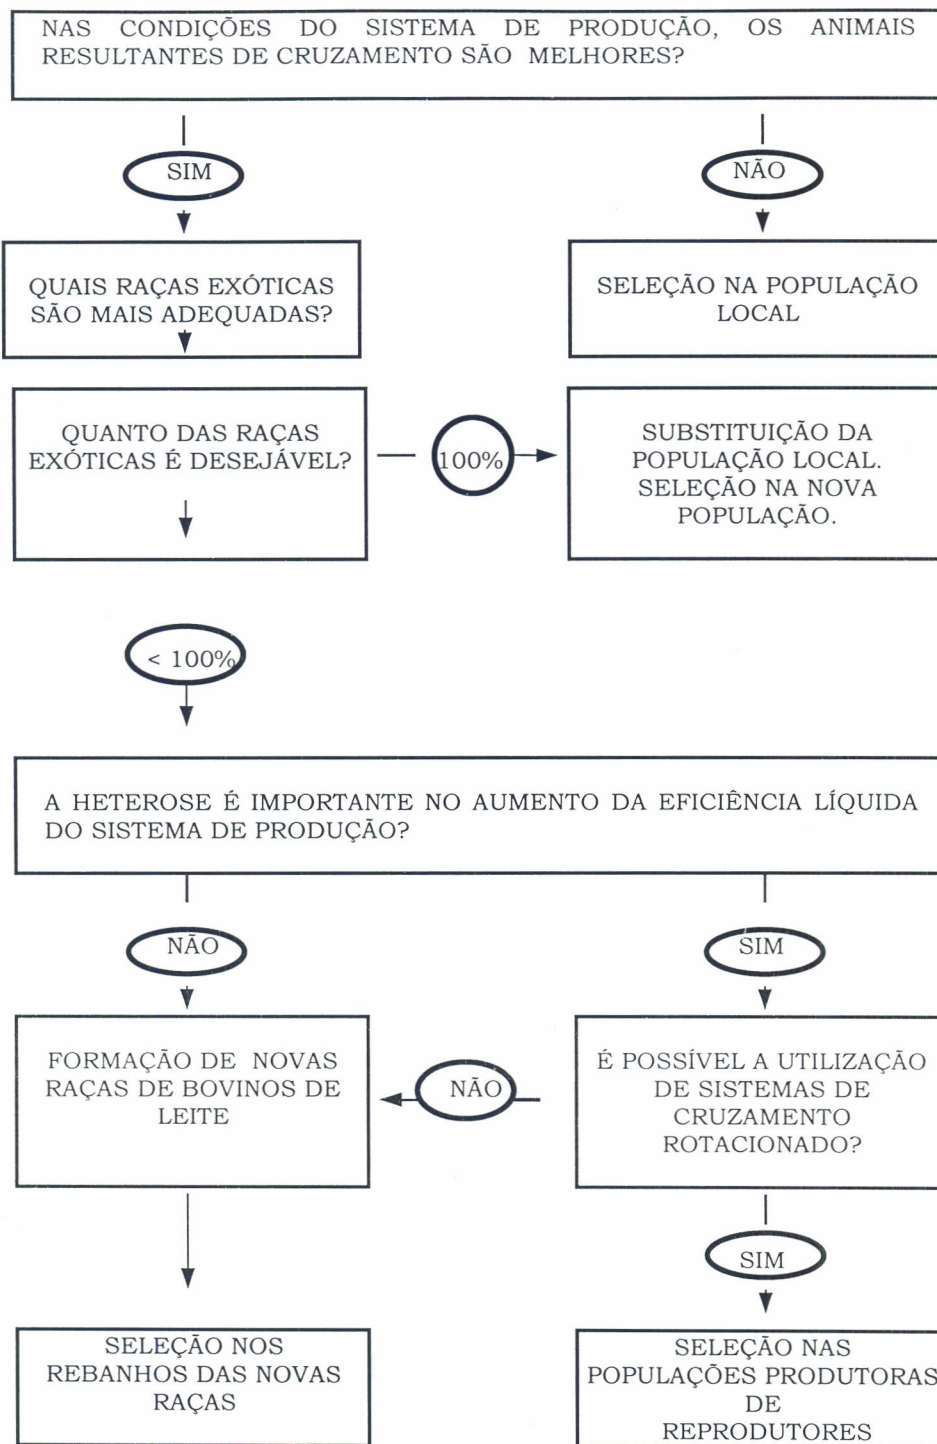 NAS CONDIÇÕES DO SISTEMA DE PRODUÇÃO, OS ANIMAIS
RESULTANTES DE CRUZAMENTO SÃO MELHORES?
SIM
NÃO
QUAIS RAÇAS EXÓTICAS
SÃO MAIS ADEQUADAS?
SELEÇÃO NA POPULAÇÃO
LOCAL
QUANTO DAS RAÇAS
EXÓTICAS É DESEJÁVEL?
100%
SUBSTITUIÇÃO DA
POPULAÇÃO LOCAL.
SELEÇÃO NA NOVA
POPULAÇÃO.
< 100%
A HETEROSE É IMPORTANTE NO AUMENTO DA EFICIÊNCIA LÍQUIDA
DO SISTEMA DE PRODUÇÃO?
NÃO
SIM
FORMAÇÃO DE NOVAS
RAÇAS DE BOVINOS DE
LEITE
NÃO
É POSSÍVEL A UTILIZAÇÃO
DE SISTEMAS DE
CRUZAMENTO
ROTACIONADO?
SIM
SELEÇÃO NOS
REBANHOS DAS NOVAS
RAÇAS
SELEÇÃO NAS
POPULAÇÕES PRODUTORAS
DE
REPRODUTORES